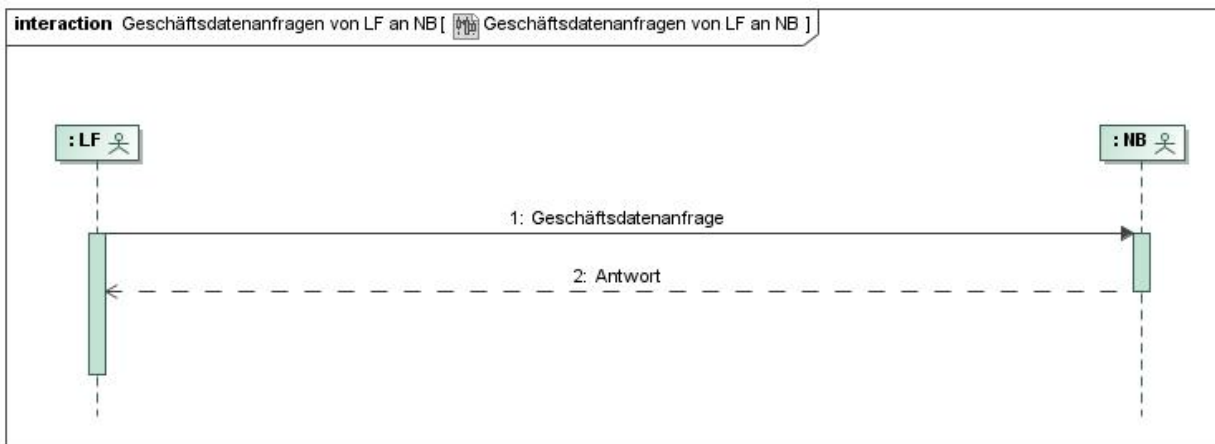 interaction Geschäftsdatenanfragen von LF an NB [ Geschäftsdatenanfragen von LF an NB ]
: LF
: NB
1: Geschäftsdatenanfrage
2: Antwort